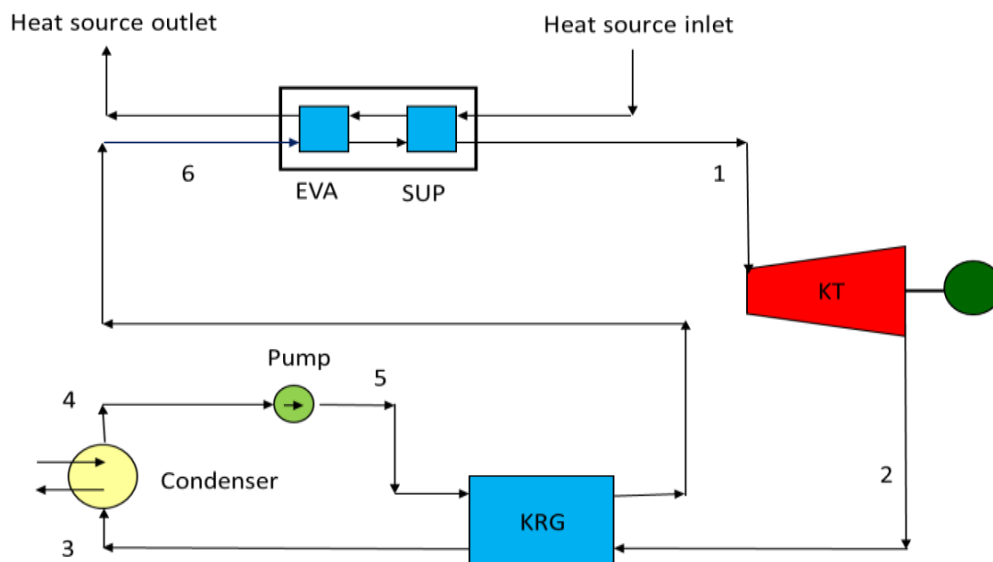 Heat source outlet
Heat source inlet
6
EVA
SUP
1
KT
Pump
5
4
Condenser
2
KRG
3